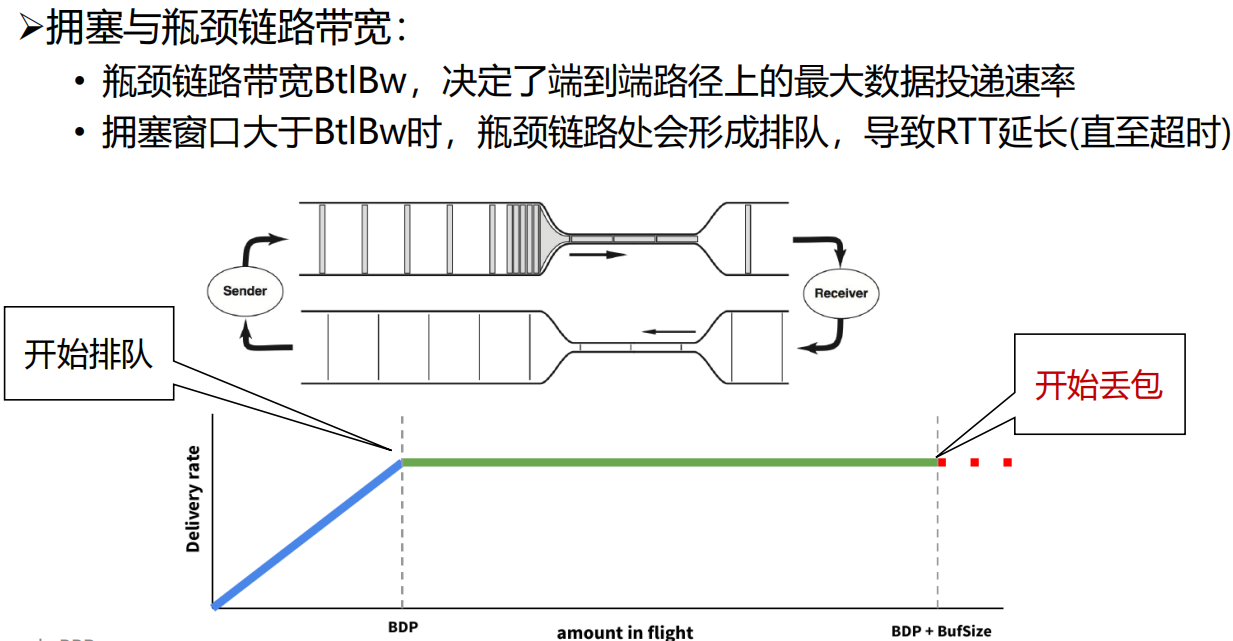 ➢拥塞与瓶颈链路带宽：
• 瓶颈链路带宽BtlBw，决定了端到端路径上的最大数据投递速率
• 拥塞窗口大于BtlBw时，瓶颈链路处会形成排队，导致RTT延长(直至超时)
Sender
Receiver
开始排队
开始丢包
Delivery rate
BDP
amount in flight
BDP + BufSize